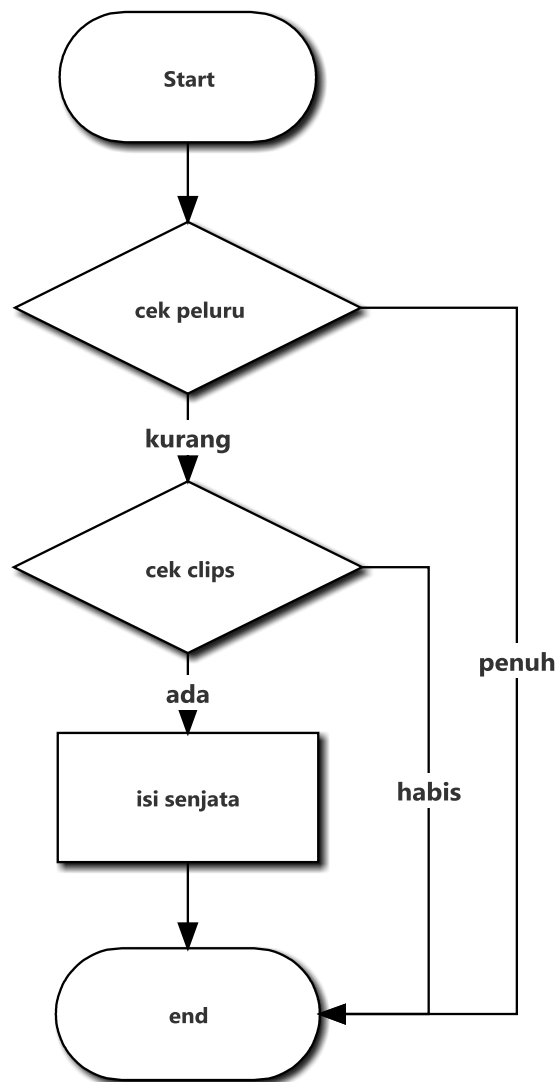 Start
cek peluru
kurang
cek clips
penuh
ada
habis
isi senjata
end